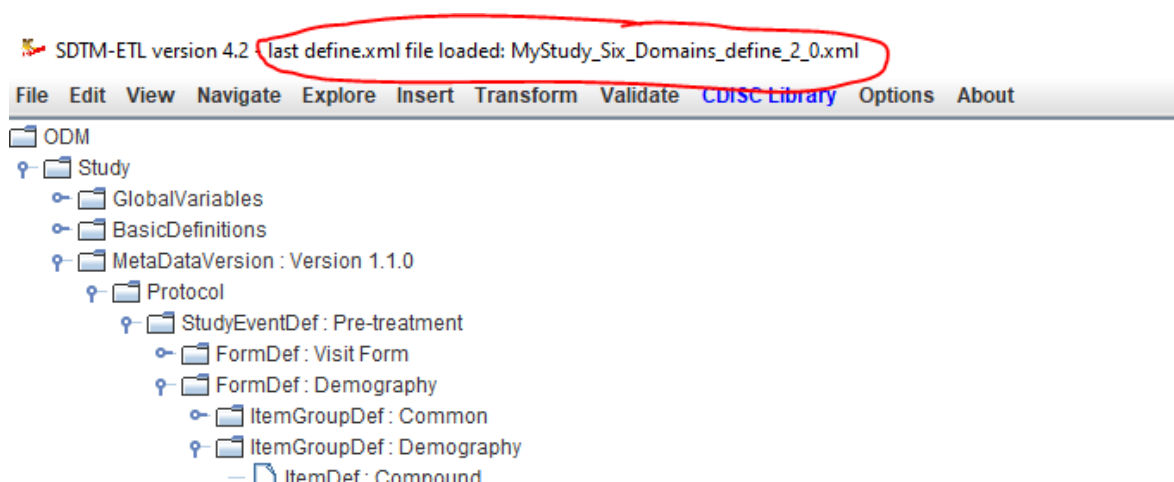 SDTM-ETL version 4.2 - last define.xml file loaded: MyStudy_Six_Domains_define_2_0.xml
File Edit View Navigate Explore Insert Transform Validate CDISC Library Options About
ODM
Study
GlobalVariables
BasicDefinitions
MetaDataVersion : Version 1.1.0
Protocol
StudyEventDef : Pre-treatment
FormDef : Visit Form
FormDef : Demography
ItemGroupDef : Common
ItemGroupDef : Demography
ItemDef : Compound